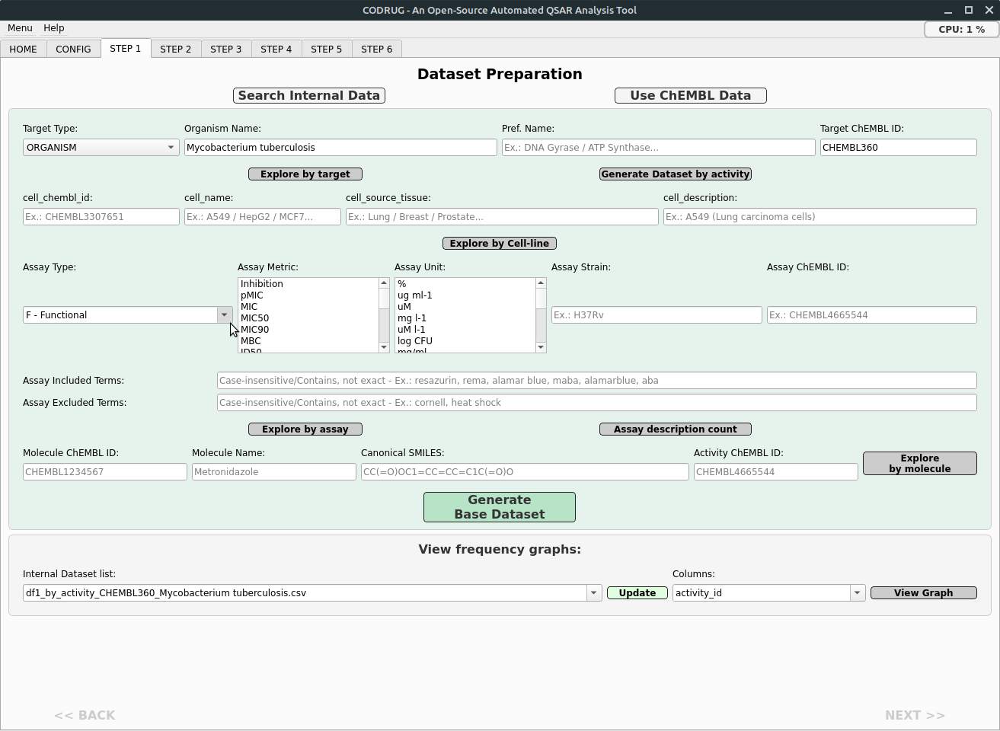 CODRUG - An Open-Source Automated QSAR Analysis Tool
Menu Help
CPU: 1 %
HOME CONFIG STEP 1 STEP 2 STEP 3 STEP 4 STEP 5 STEP 6
Dataset Preparation
Search Internal Data Use ChEMBL Data
Target Type: Organism Name: Pref. Name: Target ChEMBL ID:
ORGANISM Mycobacterium tuberculosis Ex.: DNA Gyrase / ATP Synthase... CHEMBL360
Explore by target Generate Dataset by activity
cell_chembl_id: cell_name: cell_source_tissue: cell_description:
Ex.: CHEMBL3307651 Ex.: A549 / HepG2 / MCF7... Ex.: Lung / Breast / Prostate... Ex.: A549 (Lung carcinoma cells)
Explore by Cell-line
Assay Type: Assay Metric: Assay Unit: Assay Strain: Assay ChEMBL ID:
Inhibition %
pMIC ug ml-1
MIC uM
F - Functional MIC50 mg l-1 Ex.: H37Rv Ex.: CHEMBL4665544
MIC90 uM l-1
MBC log CFU
ID50 mg/ml
Assay Included Terms: Case-insensitive/Contains, not exact - Ex.: resazurin, rema, alamar blue, maba, alamarblue, aba
Assay Excluded Terms: Case-insensitive/Contains, not exact - Ex.: cornell, heat shock
Explore by assay Assay description count
Molecule ChEMBL ID: Molecule Name: Canonical SMILES: Activity ChEMBL ID:
CHEMBL1234567 Metronidazole CC(=O)OC1=CC=CC=C1C(=O)O CHEMBL4665544
Explore
by molecule
Generate
Base Dataset
View frequency graphs:
Internal Dataset list: Columns:
df1_by_activity_CHEMBL360_Mycobacterium tuberculosis.csv Update activity_id View Graph
<< BACK NEXT >>